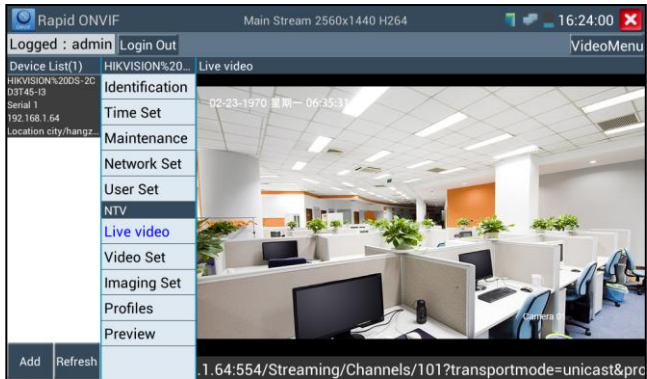 Rapid ONVIF
Main Stream 2560x1440 H264
16:24:00
Logged : admin
Login Out
VideoMenu
Device List(1)
HIKVISION%20DS-2C
D3T45-I3
Serial 1
192.168.1.64
Location city/hangz...
HIKVISION%20...
Identification
Time Set
Maintenance
Network Set
User Set
NTV
Live video
Video Set
Imaging Set
Profiles
Preview
Live video
02-23-1970 星期一 06:35:31
Camera 01
Add
Refresh
.1.64:554/Streaming/Channels/101?transportmode=unicast&pro